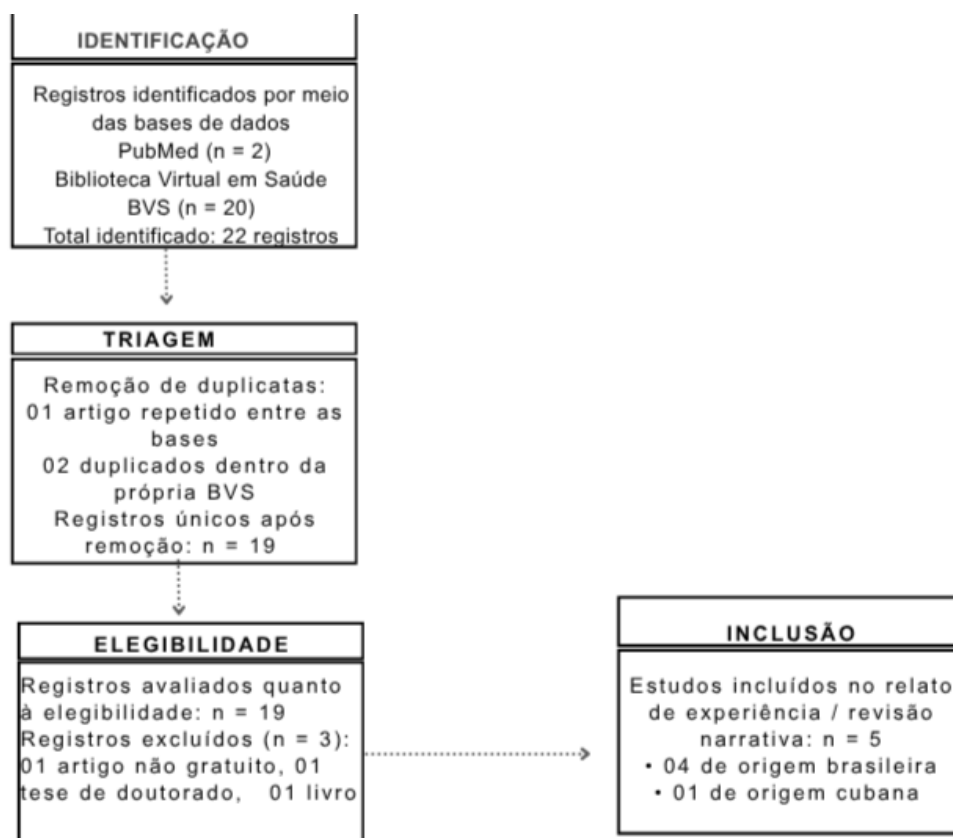 IDENTIFICAÇÃO
Registros identificados por meio
das bases de dados
PubMed (n = 2)
Biblioteca Virtual em Saúde
BVS (n = 20)
Total identificado: 22 registros
TRIAGEM
Remoção de duplicatas:
01 artigo repetido entre as
bases
02 duplicados dentro da
própria BVS
Registros únicos após
remoção: n = 19
ELEGIBILIDADE
Registros avaliados quanto
à elegibilidade: n = 19
Registros excluídos (n = 3):
01 artigo não gratuito, 01
tese de doutorado, 01 livro
INCLUSÃO
Estudos incluídos no relato
de experiência / revisão
narrativa: n = 5
• 04 de origem brasileira
• 01 de origem cubana